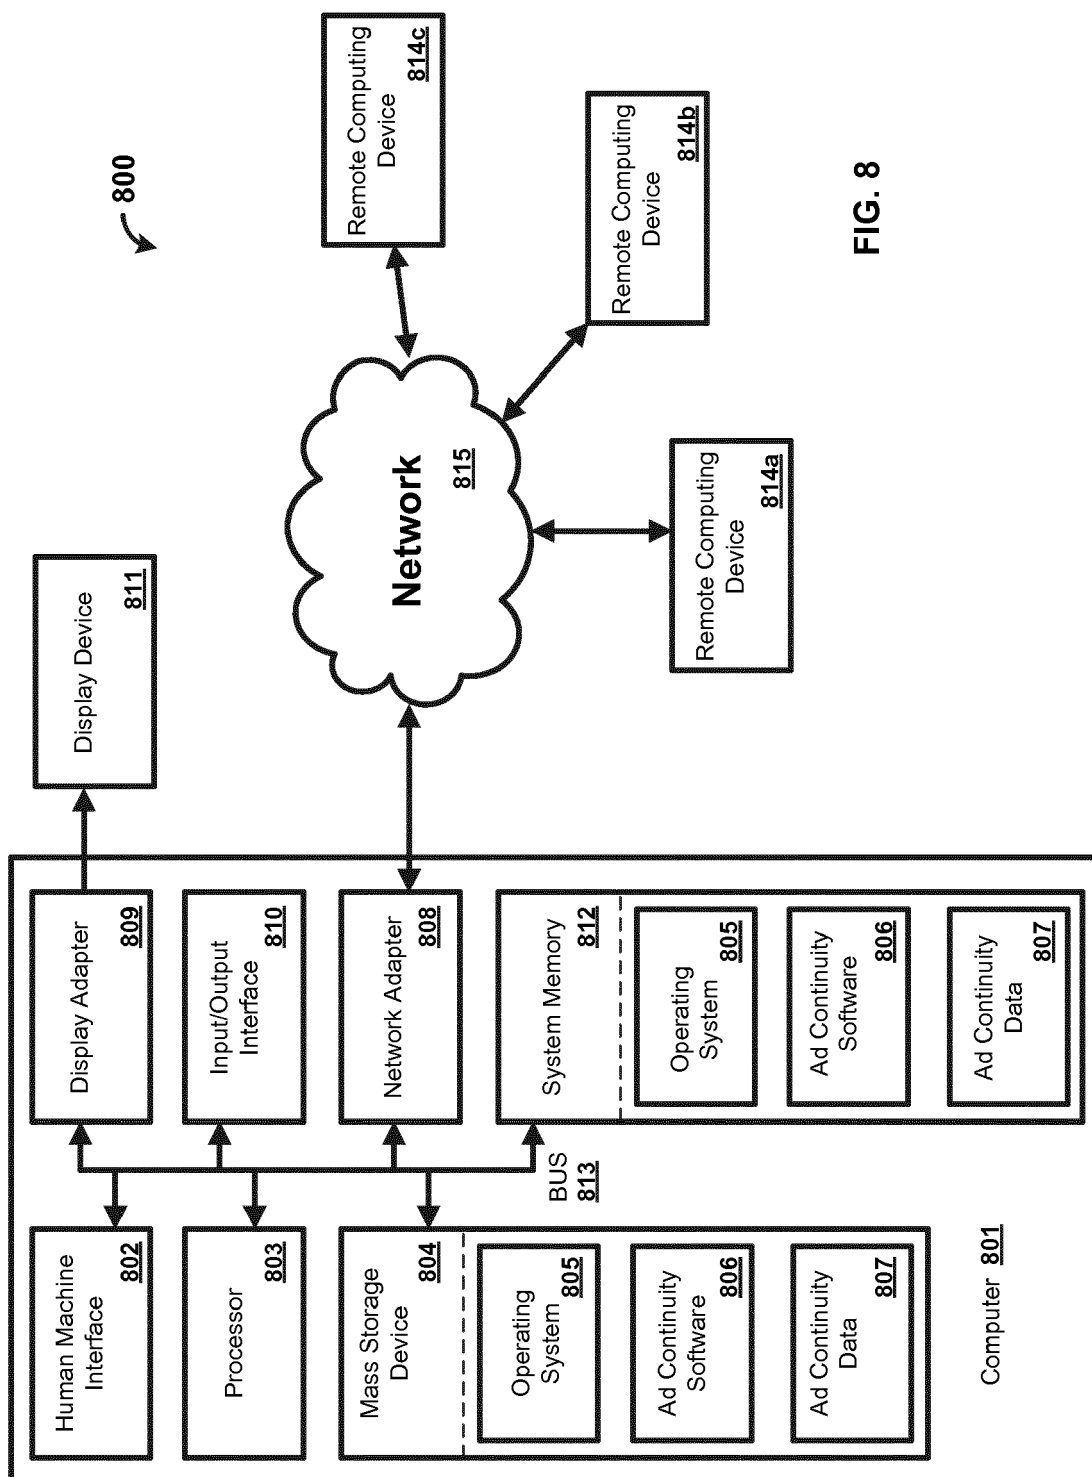 800
Human Machine
Interface
802
Processor
803
Mass Storage
Device
804
Operating
System
805
Ad Continuity
Software
806
Ad Continuity
Data
807
Computer 801
BUS
813
Display Adapter
809
Input/Output
Interface
810
Network Adapter
808
System Memory
812
Operating
System
805
Ad Continuity
Software
806
Ad Continuity
Data
807
Display Device
811
Network
815
Remote Computing
Device
814a
Remote Computing
Device
814b
Remote Computing
Device
814c
FIG. 8